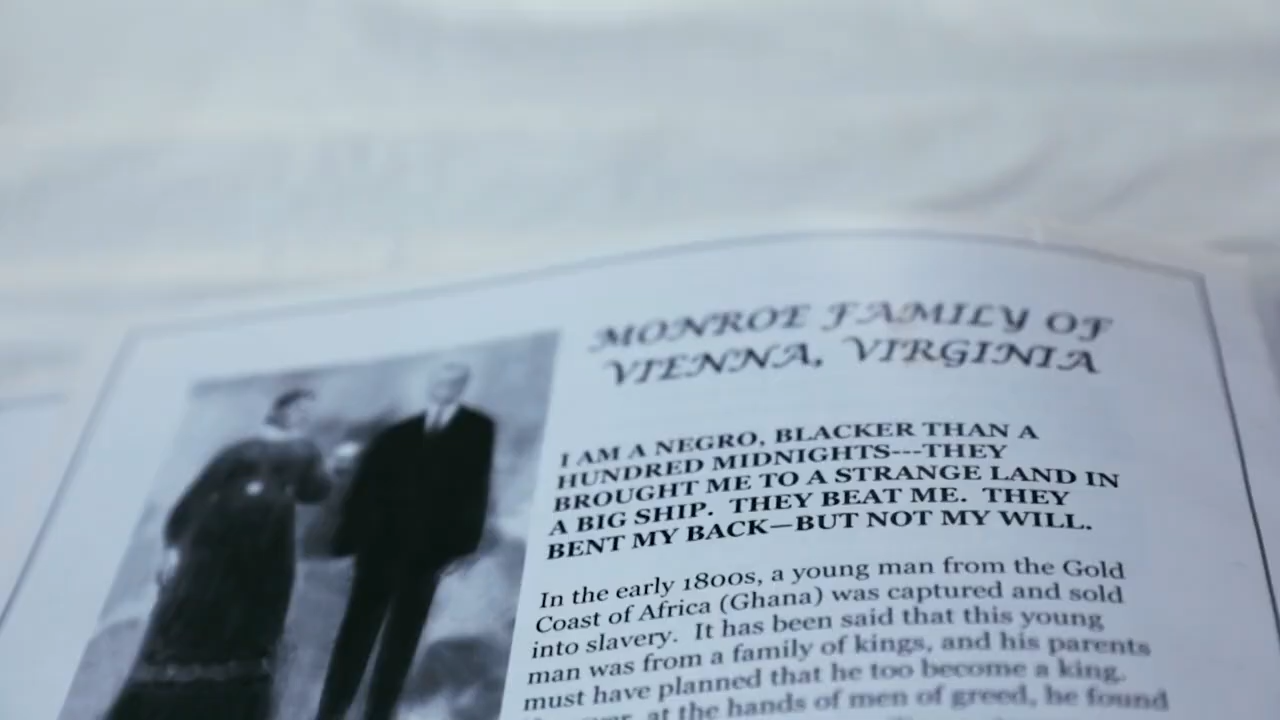 MONROE FAMILY OF
VIENNA, VIRGINIA
I AM A NEGRO, BLACKER THAN A
HUNDRED MIDNIGHTS---THEY
BROUGHT ME TO A STRANGE LAND IN
A BIG SHIP. THEY BEAT ME. THEY
BENT MY BACK—BUT NOT MY WILL.
In the early 1800s, a young man from the Gold
Coast of Africa (Ghana) was captured and sold
into slavery. It has been said that this young
man was from a family of kings, and his parents
must have planned that he too become a king.
at the hands of men of greed, he found